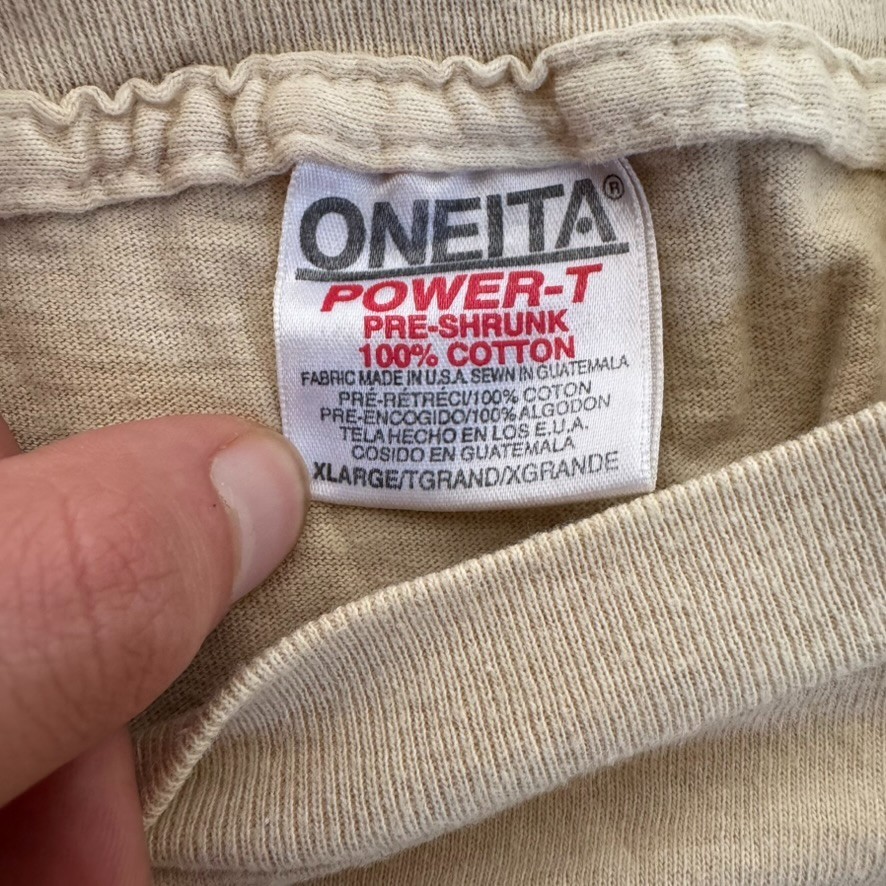 ONEITA®
POWER-T
PRE-SHRUNK
100% COTTON
FABRIC MADE IN U.S.A. SEWN IN GUATEMALA
PRÉ-RÉTRÉCI/100% COTON
PRE-ENCOGIDO/100% ALGODON
TELA HECHO EN LOS E.U.A.
COSIDO EN GUATEMALA
XLARGE/TGRAND/XGRANDE